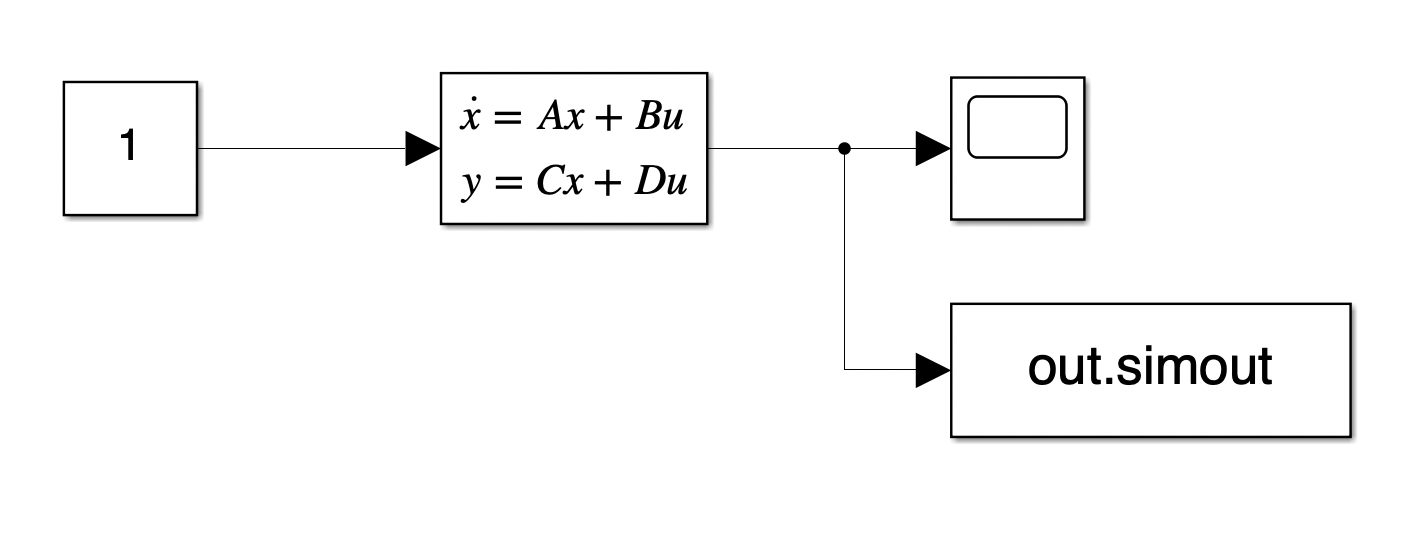 1
ẋ = Ax + Bu
y = Cx + Du
out.simout